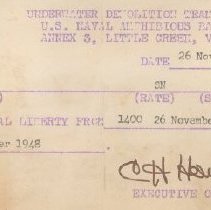 UNDERWATER DEMOLITION TEAM
U.S. NAVAL AMPHIBIOUS BA
ANNEX 3, LITTLE CREEK, V
DATE 26 Nov
SN
) (RATE) (S
AL LIBERTY FROM 1400 26 November
er 1948
EXECUTIVE O